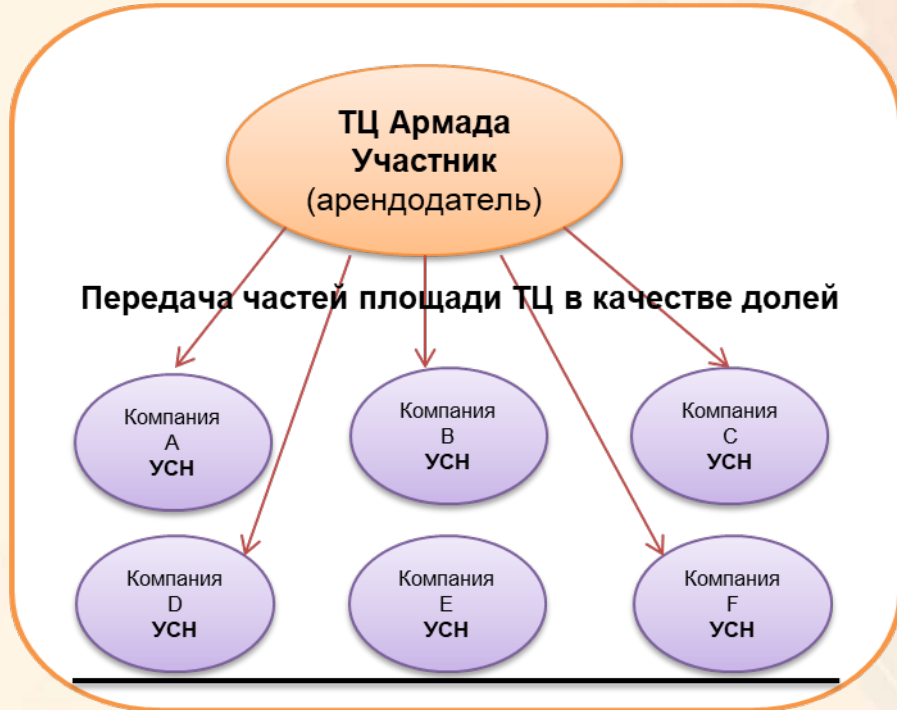 ТЦ Армада
Участник
(арендодатель)
Передача частей площади ТЦ в качестве долей
Компания
A
УСН
Компания
B
УСН
Компания
C
УСН
Компания
D
УСН
Компания
E
УСН
Компания
F
УСН